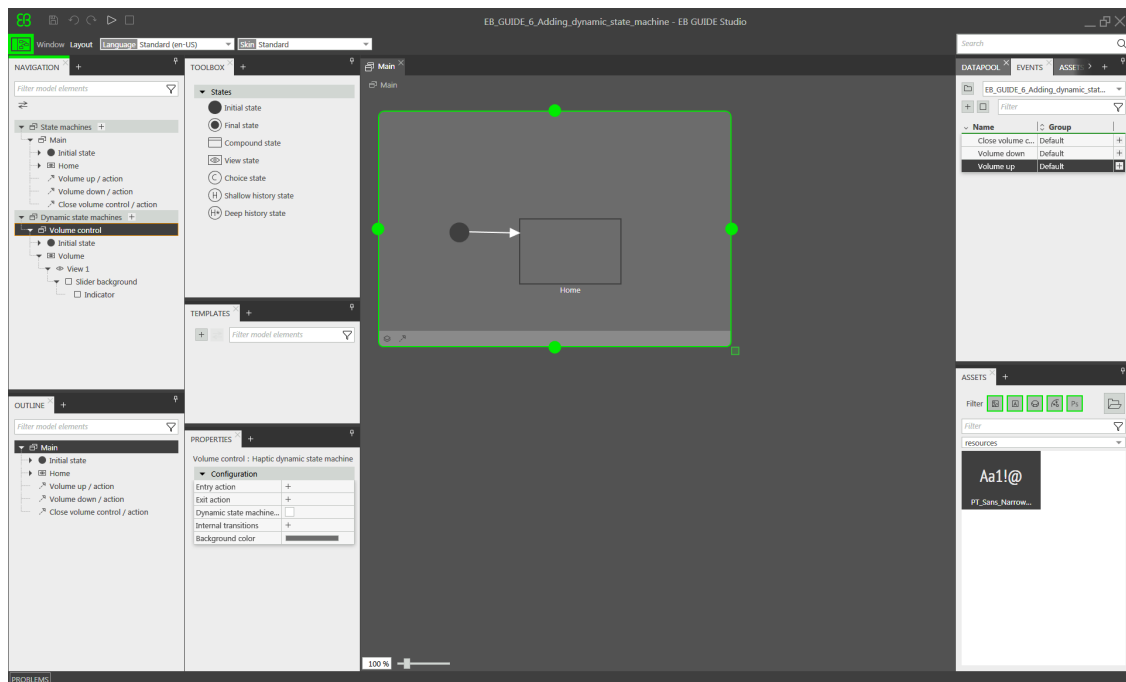 EB_GUIDE_6_Adding_dynamic_state_machine - EB GUIDE Studio
Window Layout Language Standard (en-US) Skin Standard
Search
NAVIGATION
Filter model elements
State machines
Main
Initial state
Home
Volume up / action
Volume down / action
Close volume control / action
Dynamic state machines
Volume control
Initial state
Volume
View 1
Slider background
Indicator
OUTLINE
Filter model elements
Main
Initial state
Home
Volume up / action
Volume down / action
Close volume control / action
TOOLBOX
States
Initial state
Final state
Compound state
View state
C Choice state
H Shallow history state
H* Deep history state
TEMPLATES
Filter model elements
PROPERTIES
Volume control : Haptic dynamic state machine
Configuration
Entry action +
Exit action +
Dynamic state machine...
Internal transitions +
Background color
Main
Main
Home
100 %
DATAPOOL EVENTS ASSETS
EB_GUIDE_6_Adding_dynamic_stat...
Filter
Name Group
Close volume c... Default +
Volume down Default +
Volume up Default +
ASSETS
Filter
Filter
resources
Aa1!@
PT_Sans_Narrow...
PROBLEMS